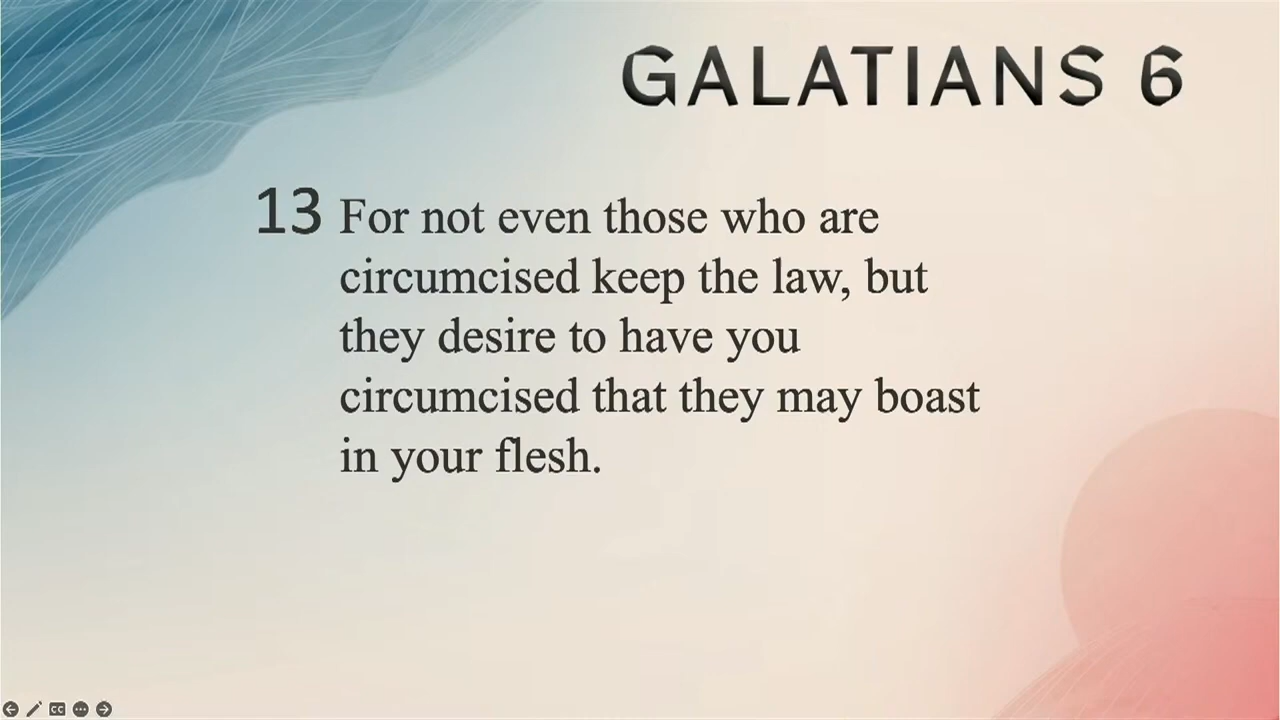 GALATIANS 6
13 For not even those who are
circumcised keep the law, but
they desire to have you
circumcised that they may boast
in your flesh.
CC